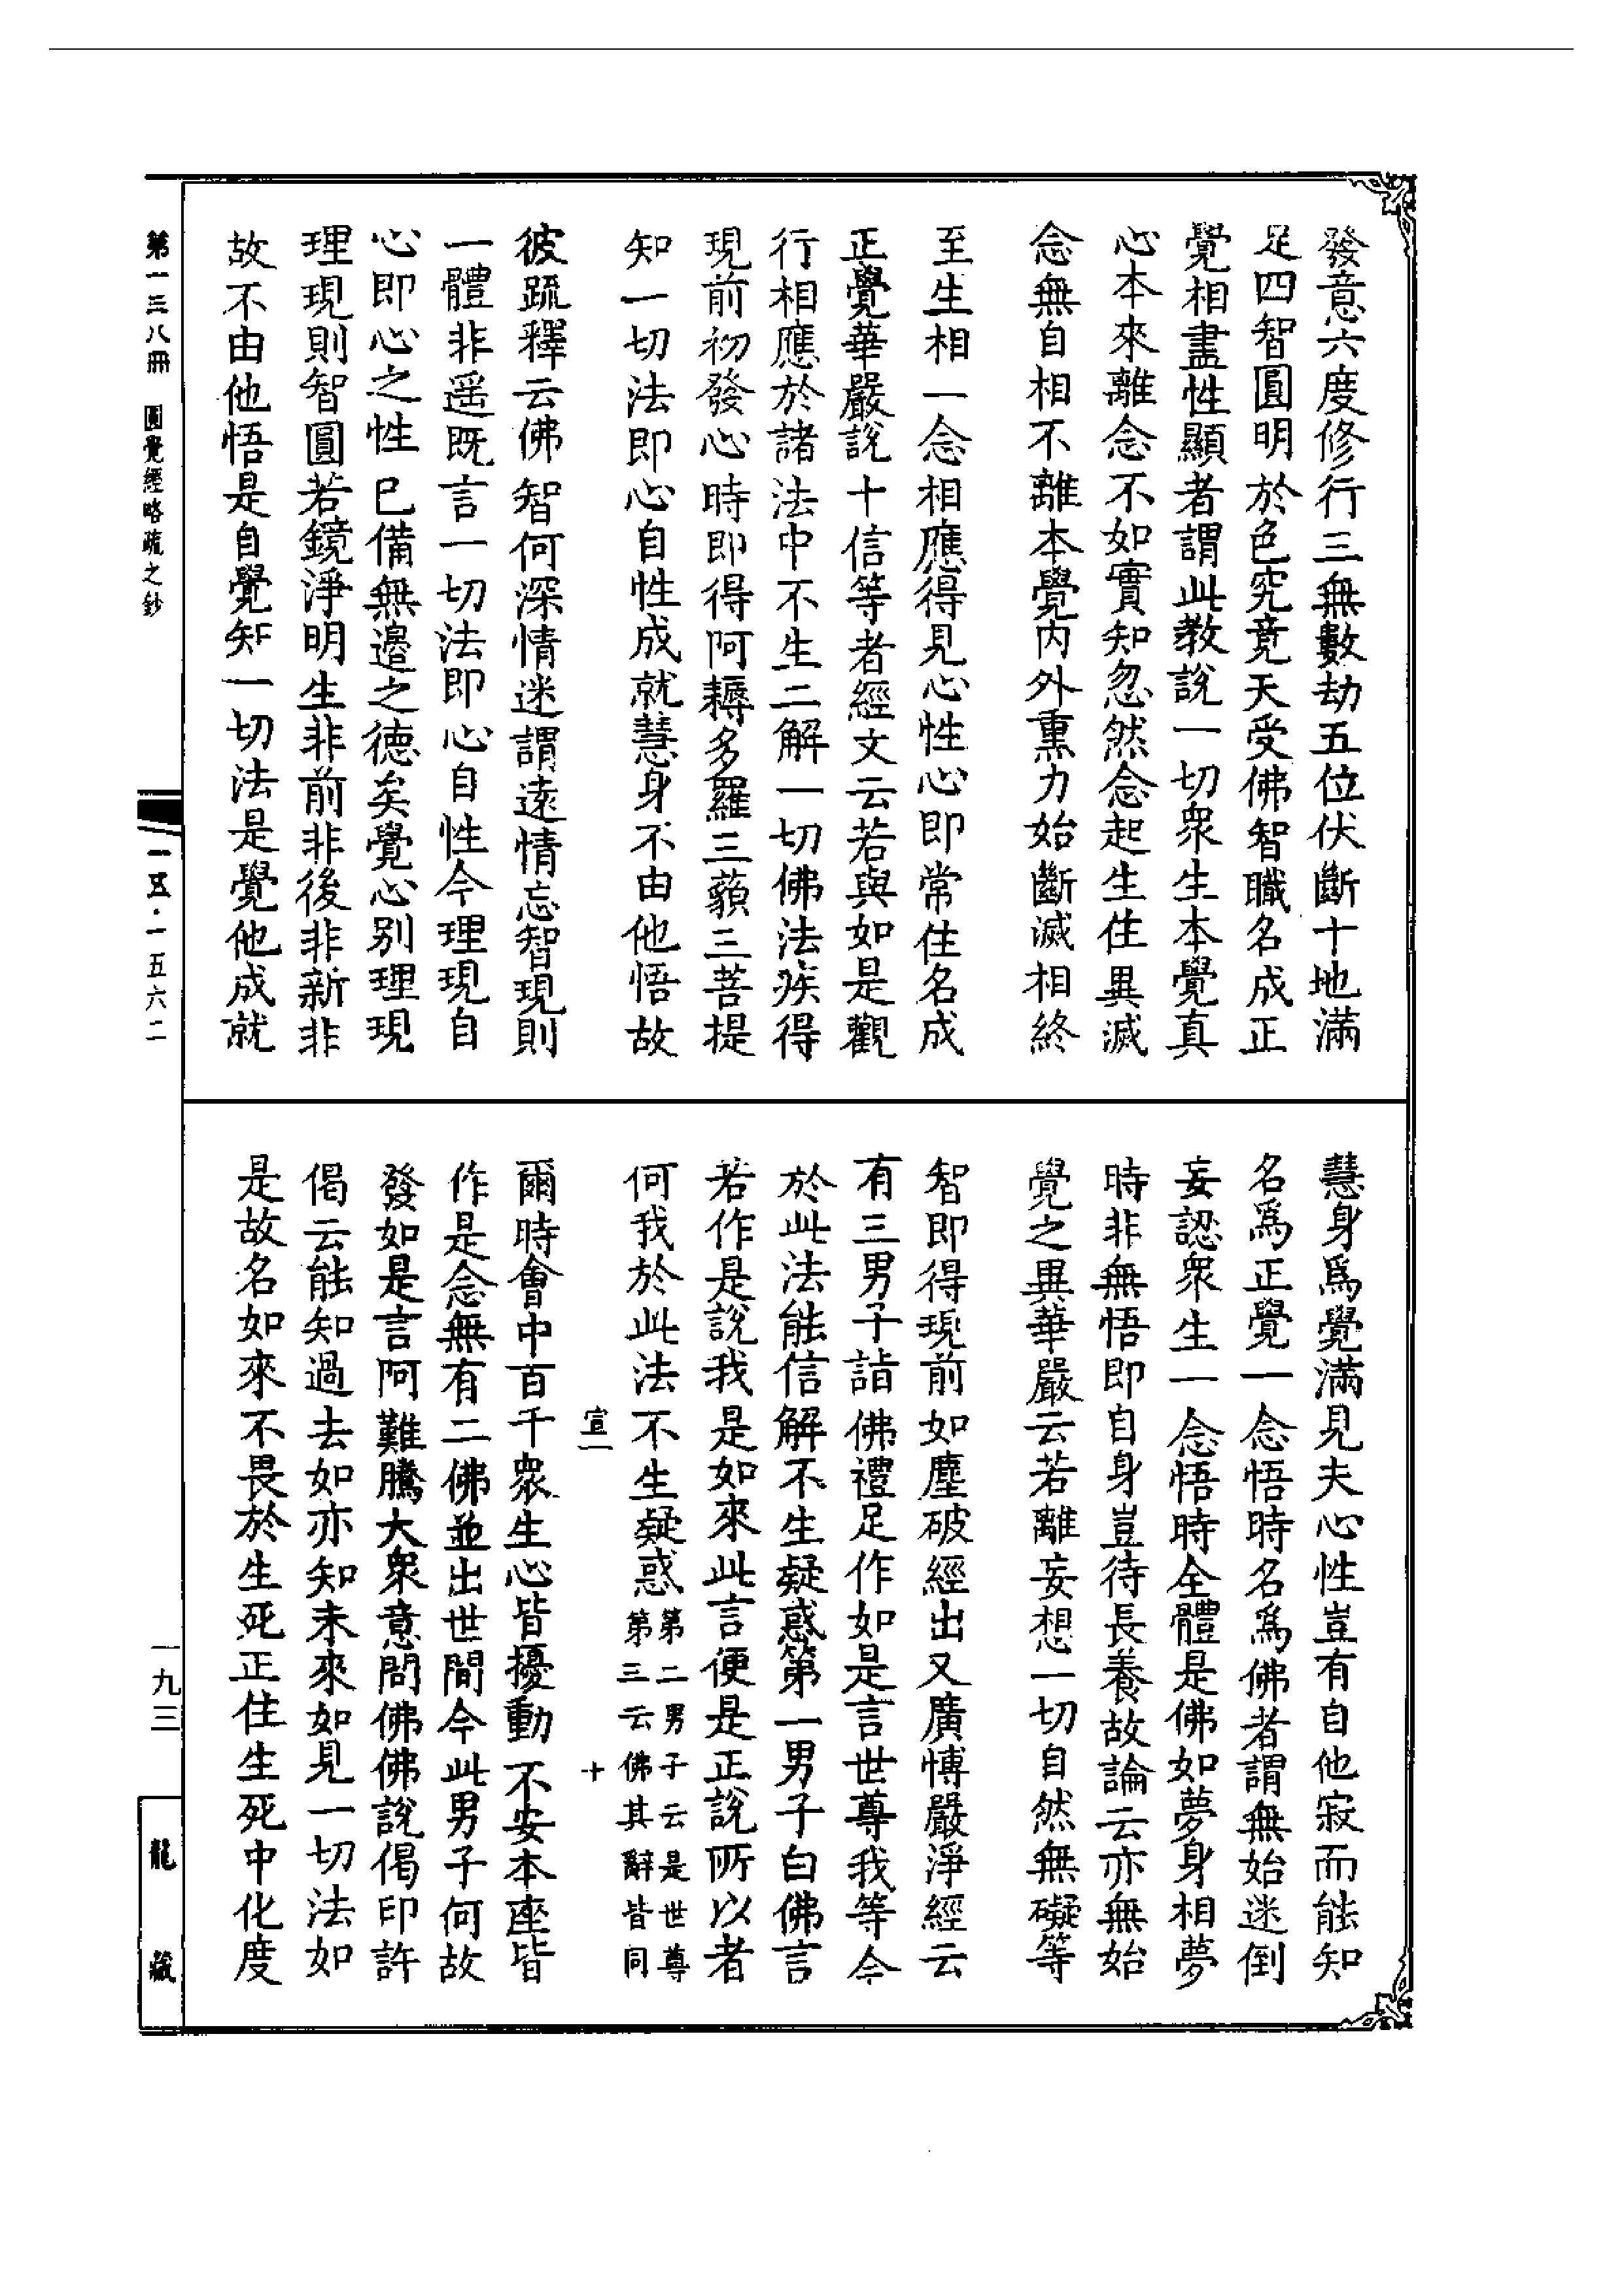 發意六度修行三無數劫五位伏斷十地滿
足四智圓明於色究竟天受佛智職名成正
覺相盡性顯者謂此教說一切衆生本覺真
心本來離念不如實知忽然念起生住異滅
念無自相不離本覺內外熏力始斷滅相終
至生相一念相應得見心性心即常住名成
正覺華嚴說十信等者經文云若與如是觀
行相應於諸法中不生二解一切佛法疾得
現前初發心時即得阿耨多羅三藐三菩提
知一切法即心自性成就慧身不由他悟故
彼疏釋云佛智何深情迷謂遠情忘智現則
一體非遥既言一切法即心自性今理現自
心即心之性已備無邊之德矣覺心別理現
理現則智圓若鏡淨明生非前非後非新非
故不由他悟是自覺知一切法是覺他成就
慧身爲覺滿見夫心性豈有自他寂而能知
名爲正覺一念悟時名爲佛者謂無始迷倒
妄認衆生一念悟時全體是佛如夢身相夢
時非無悟即自身豈待長養故論云亦無始
覺之異華嚴云若離妄想一切自然無礙等
智即得現前如塵破經出又廣博嚴淨經云
有三男子詣佛禮足作如是言世尊我等今
於此法能信解不生疑惑第一男子白佛言
若作是說我是如來此言便是正說所以者
何我於此法不生疑惑第二男子云是世尊
第三云佛其辭皆同
宣一 十
爾時會中百千衆生心皆擾動不安本座皆
作是念無有二佛並出世間今此男子何故
發如是言阿難騰大衆意問佛佛說偈印許
偈云能知過去如亦知未來如見一切法如
是故名如來不畏於生死正住生死中化度
第一三八冊 圓覺經略疏之鈔
一五·一五六二
一九三
龍藏